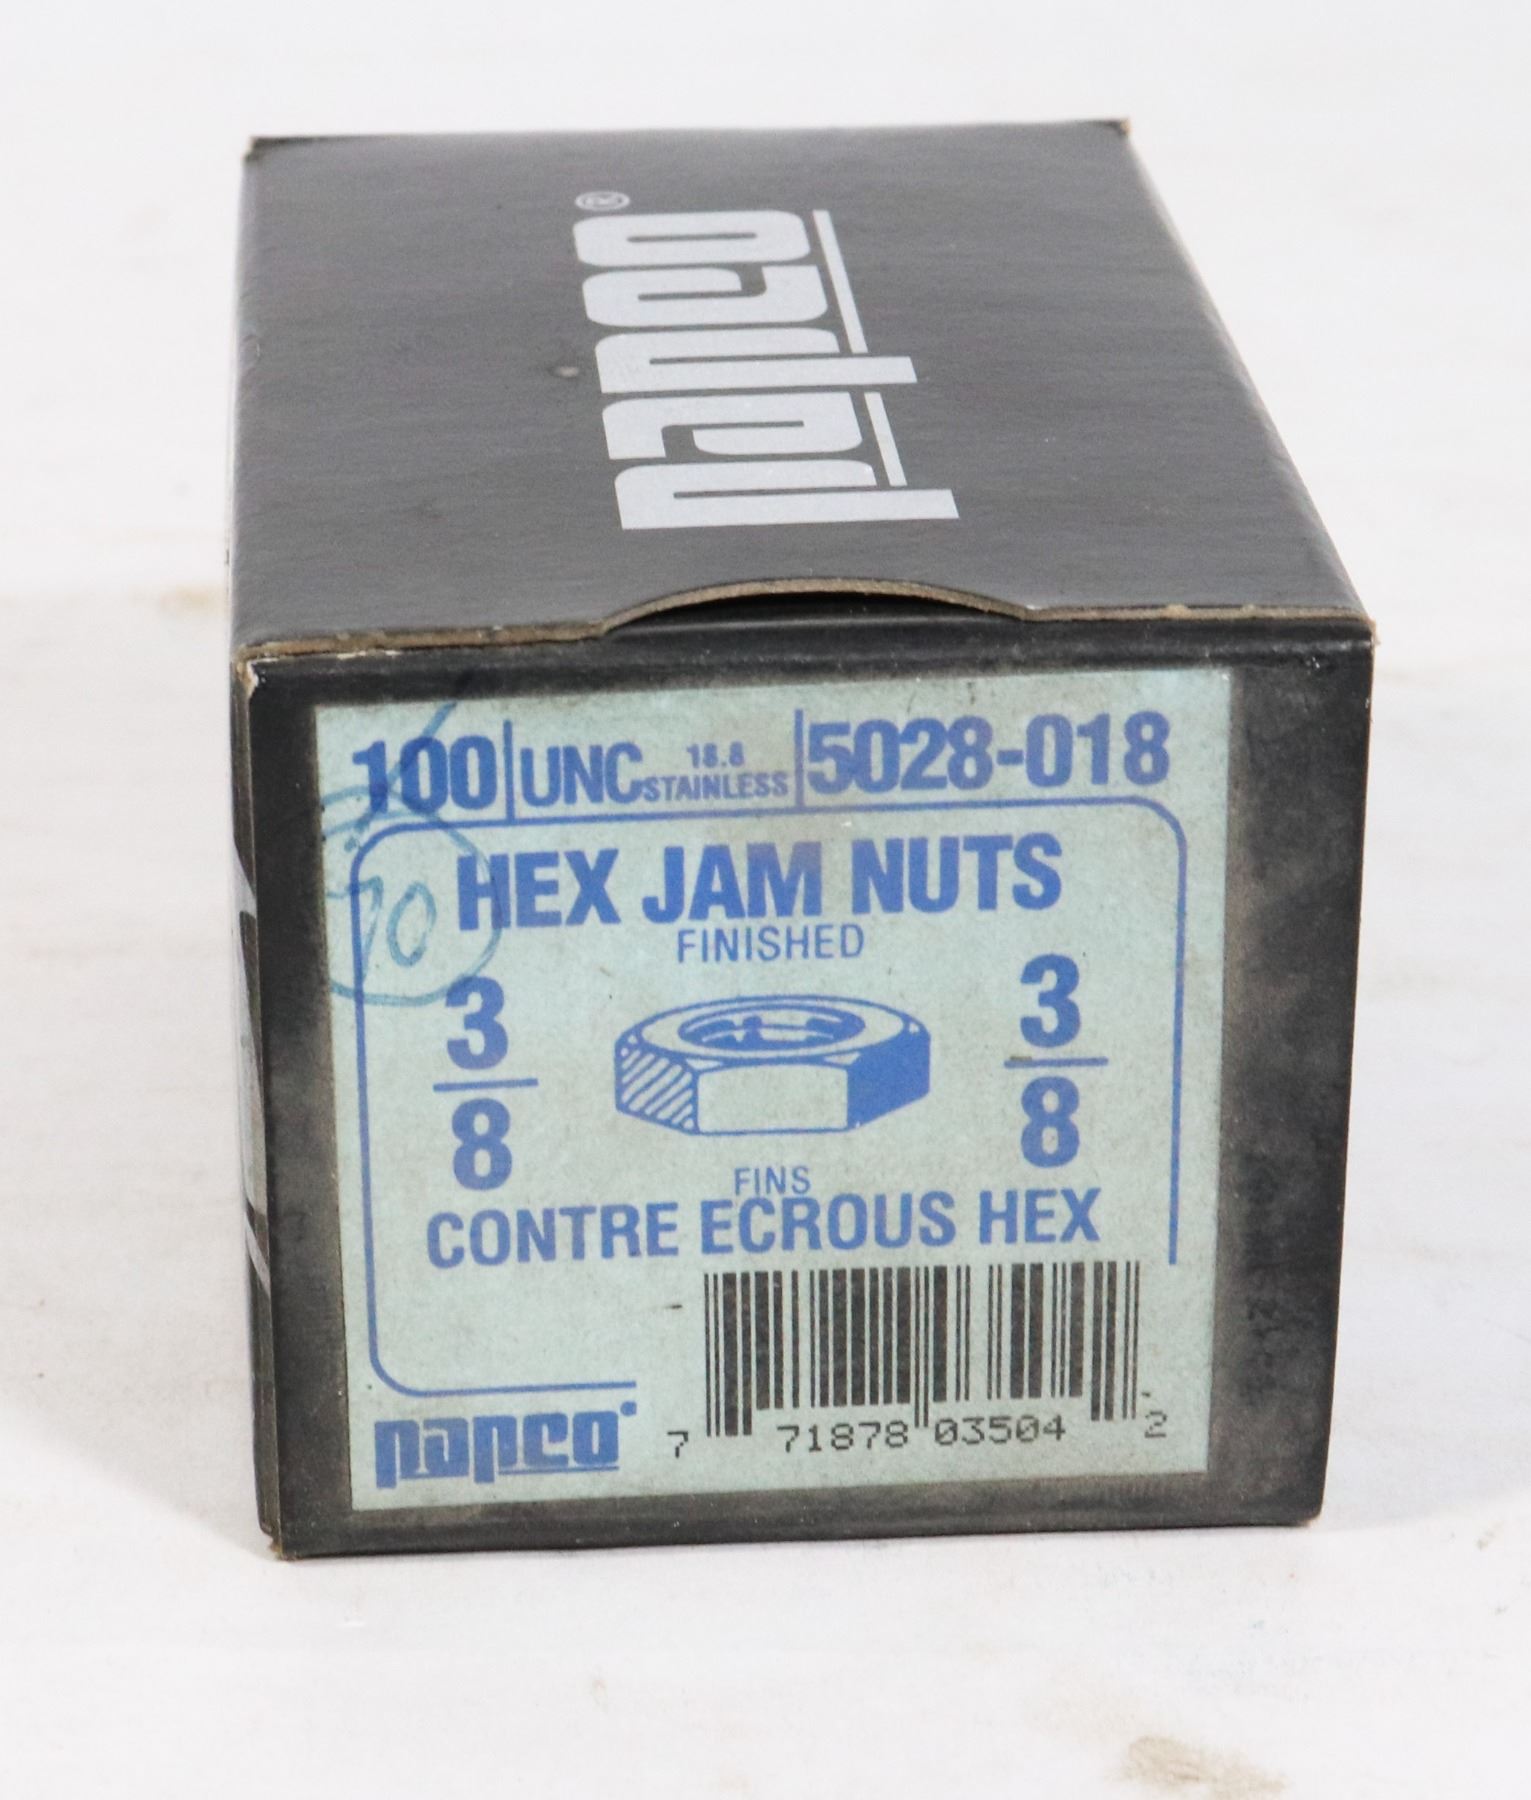 papco®
100 UNC 18.8 STAINLESS 5028-018
HEX JAM NUTS
FINISHED
3/8 3/8
FINS
CONTRE ECROUS HEX
papco
7 71878 03504 2
70